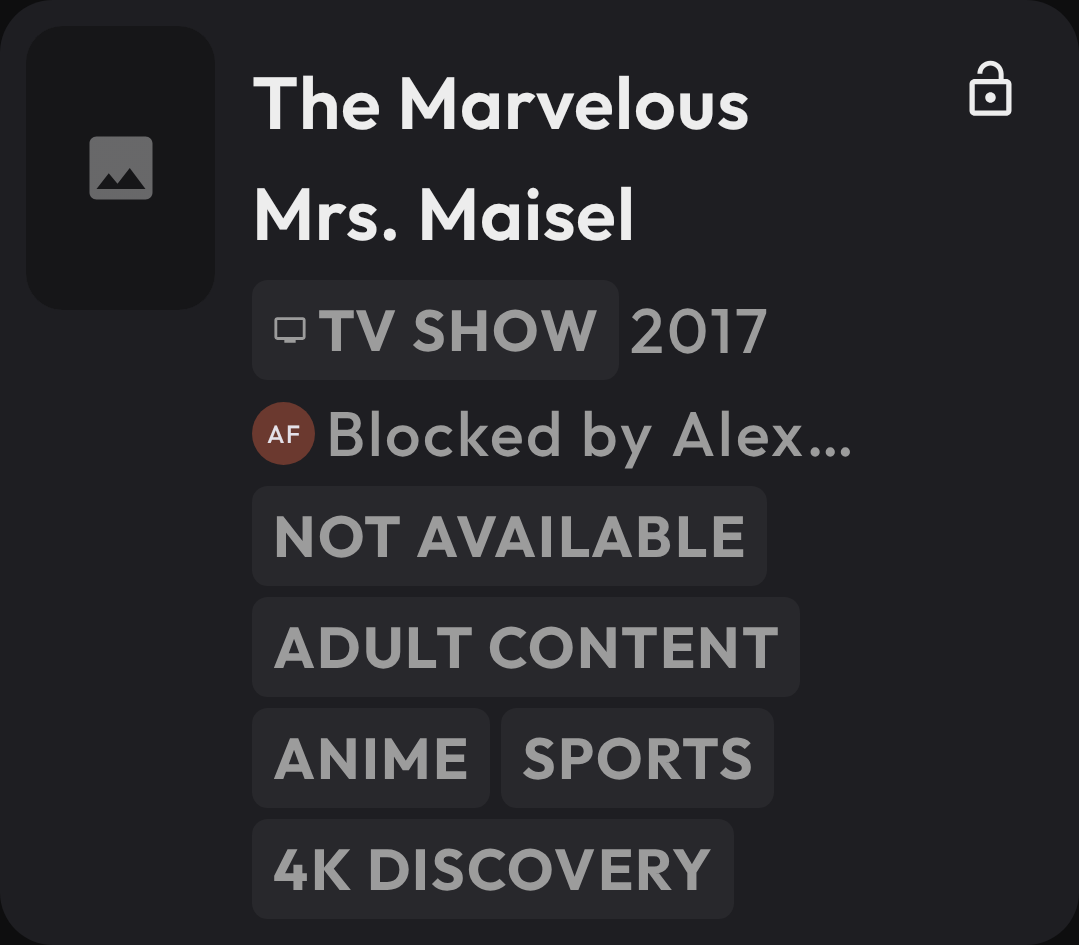 The Marvelous
Mrs. Maisel
TV SHOW 2017
AF Blocked by Alex...
NOT AVAILABLE
ADULT CONTENT
ANIME SPORTS
4K DISCOVERY